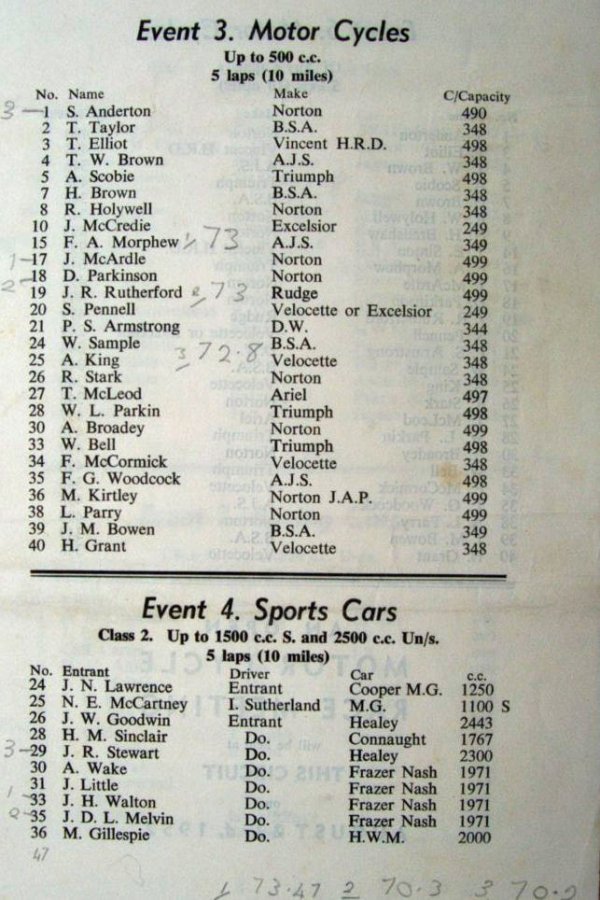 Event 3. Motor Cycles
Up to 500 c.c.
5 laps (10 miles)
No. Name Make C/Capacity
3 — 1 S. Anderton Norton 490
2 T. Taylor B.S.A. 348
3 T. Elliot Vincent H.R.D. 498
4 T. W. Brown A.J.S. 348
5 A. Scobie Triumph 498
7 H. Brown B.S.A. 348
8 R. Holywell Norton 348
10 J. McCredie Excelsior 249
15 F. A. Morphew 1, 73 A.J.S. 349
1 — 17 J. McArdle Norton 499
2 — 18 D. Parkinson Norton 499
19 J. R. Rutherford 2, 73 Rudge 499
20 S. Pennell Velocette or Excelsior 249
21 P. S. Armstrong D.W. 344
24 W. Sample B.S.A. 348
25 A. King 3, 72.8 Velocette 348
26 R. Stark Norton 348
27 T. McLeod Ariel 497
28 W. L. Parkin Triumph 498
30 A. Broadey Norton 499
33 W. Bell Triumph 498
34 F. McCormick Velocette 348
35 F. G. Woodcock A.J.S. 498
36 M. Kirtley Norton J.A.P. 499
38 L. Parry Norton 499
39 J. M. Bowen B.S.A. 349
40 H. Grant Velocette 348
Event 4. Sports Cars
Class 2. Up to 1500 c.c. S. and 2500 c.c. Un/s.
5 laps (10 miles)
No. Entrant Driver Car c.c.
24 J. N. Lawrence Entrant Cooper M.G. 1250
25 N. E. McCartney I. Sutherland M.G. 1100 S
26 J. W. Goodwin Entrant Healey 2443
28 H. M. Sinclair Do. Connaught 1767
3 — 29 J. R. Stewart Do. Healey 2300
30 A. Wake Do. Frazer Nash 1971
31 J. Little Do. Frazer Nash 1971
1 — 33 J. H. Walton Do. Frazer Nash 1971
2 — 35 J. D. L. Melvin Do. Frazer Nash 1971
36 M. Gillespie Do. H.W.M. 2000
47
1 73.47 2 70.3 3 70.2